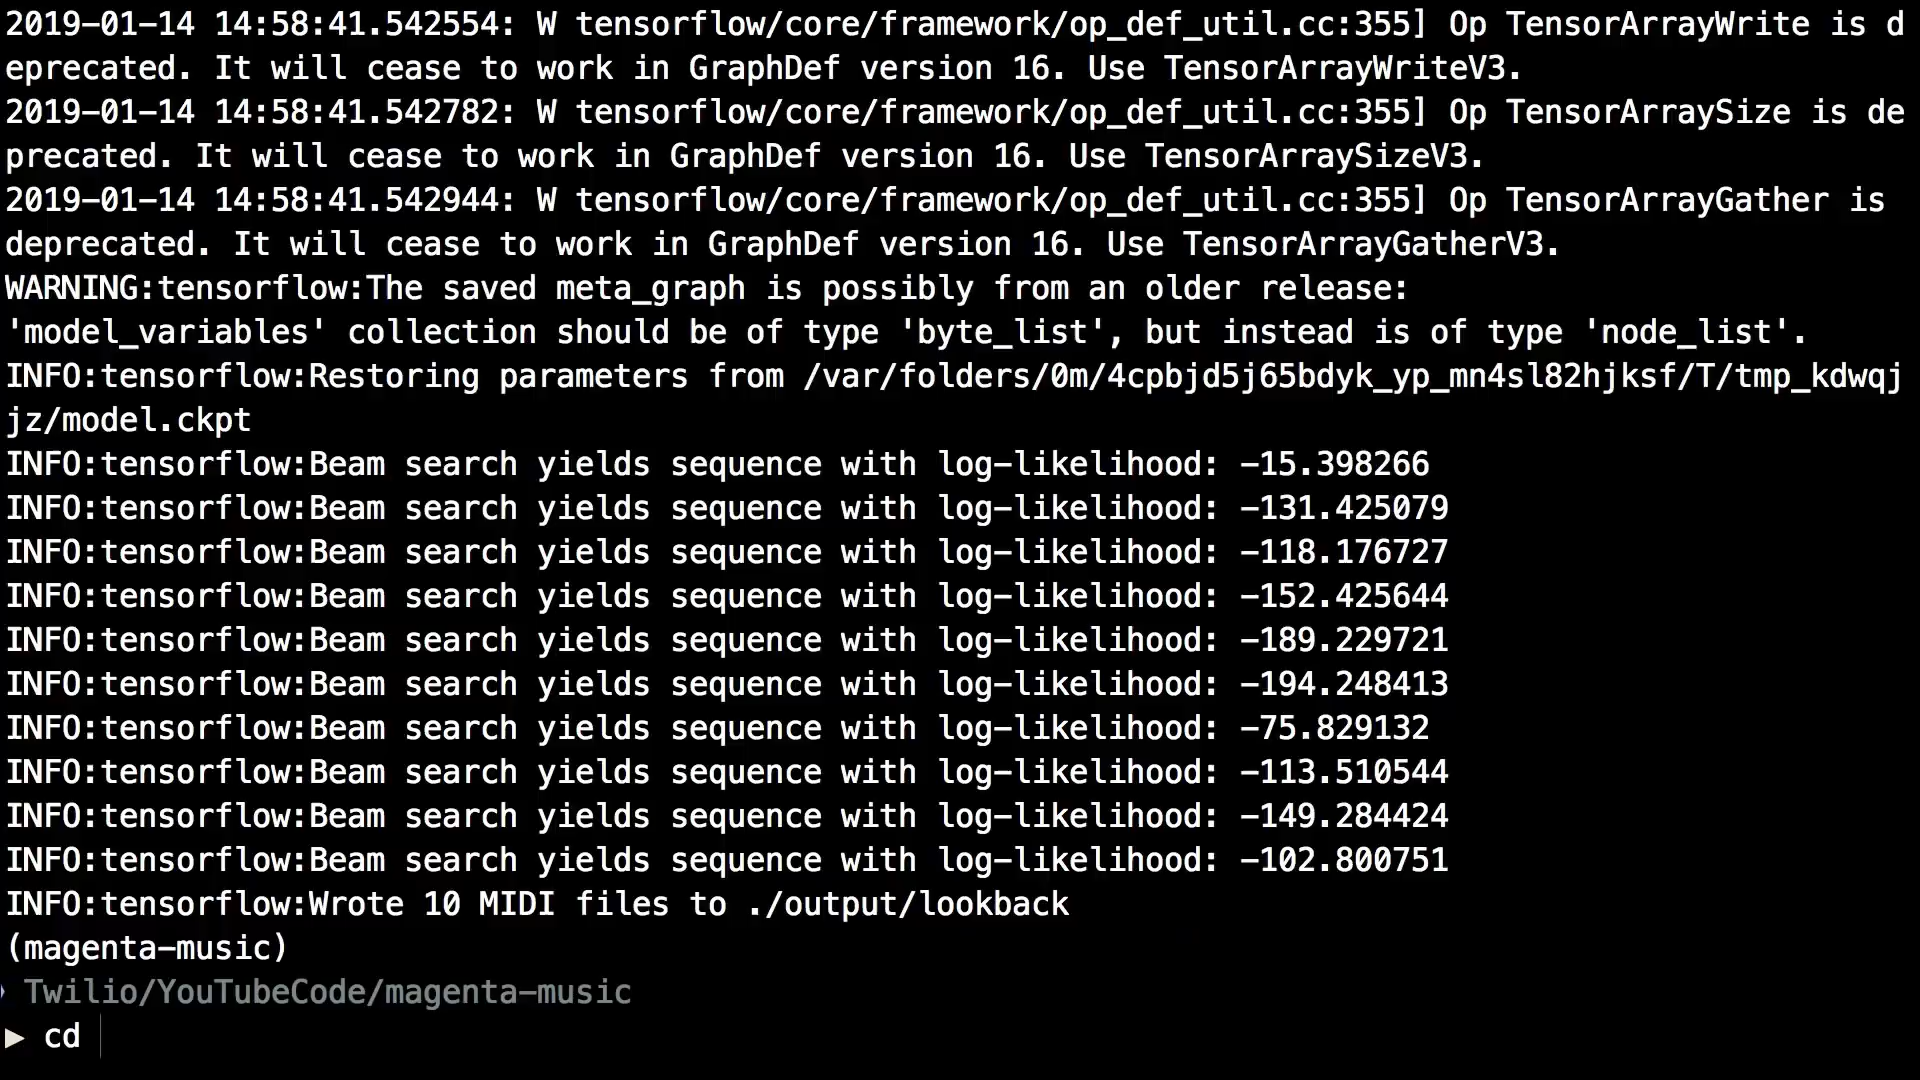 2019-01-14 14:58:41.542554: W tensorflow/core/framework/op_def_util.cc:355] Op TensorArrayWrite is d
eprecated. It will cease to work in GraphDef version 16. Use TensorArrayWriteV3.
2019-01-14 14:58:41.542782: W tensorflow/core/framework/op_def_util.cc:355] Op TensorArraySize is de
precated. It will cease to work in GraphDef version 16. Use TensorArraySizeV3.
2019-01-14 14:58:41.542944: W tensorflow/core/framework/op_def_util.cc:355] Op TensorArrayGather is
deprecated. It will cease to work in GraphDef version 16. Use TensorArrayGatherV3.
WARNING:tensorflow:The saved meta_graph is possibly from an older release:
'model_variables' collection should be of type 'byte_list', but instead is of type 'node_list'.
INFO:tensorflow:Restoring parameters from /var/folders/0m/4cpbjd5j65bdyk_yp_mn4sl82hjksf/T/tmp_kdwqj
jz/model.ckpt
INFO:tensorflow:Beam search yields sequence with log-likelihood: -15.398266
INFO:tensorflow:Beam search yields sequence with log-likelihood: -131.425079
INFO:tensorflow:Beam search yields sequence with log-likelihood: -118.176727
INFO:tensorflow:Beam search yields sequence with log-likelihood: -152.425644
INFO:tensorflow:Beam search yields sequence with log-likelihood: -189.229721
INFO:tensorflow:Beam search yields sequence with log-likelihood: -194.248413
INFO:tensorflow:Beam search yields sequence with log-likelihood: -75.829132
INFO:tensorflow:Beam search yields sequence with log-likelihood: -113.510544
INFO:tensorflow:Beam search yields sequence with log-likelihood: -149.284424
INFO:tensorflow:Beam search yields sequence with log-likelihood: -102.800751
INFO:tensorflow:Wrote 10 MIDI files to ./output/lookback
(magenta-music)
Twilio/YouTubeCode/magenta-music
▶ cd